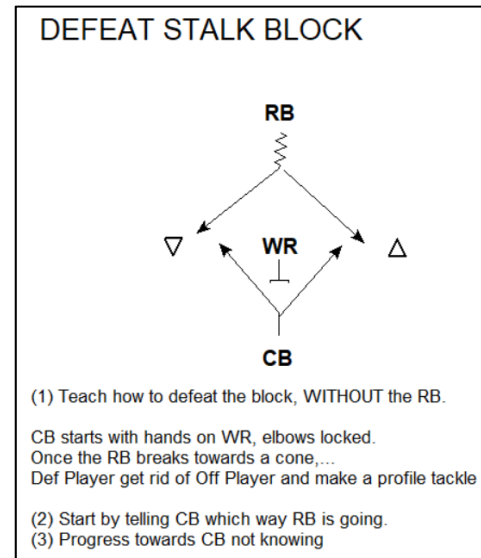 DEFEAT STALK BLOCK
RB
WR
CB
(1) Teach how to defeat the block, WITHOUT the RB.
CB starts with hands on WR, elbows locked.
Once the RB breaks towards a cone,...
Def Player get rid of Off Player and make a profile tackle
(2) Start by telling CB which way RB is going.
(3) Progress towards CB not knowing